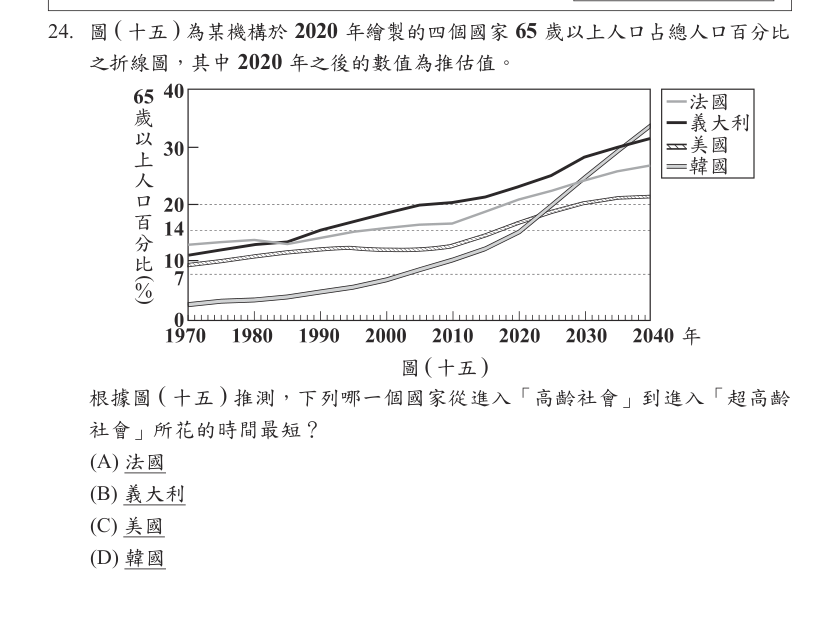 24. 圖(十五)為某機構於 2020 年繪製的四個國家 65 歲以上人口占總人口百分比
之折線圖，其中 2020 年之後的數值為推估值。
65歲以上人口百分比(%)
40
30
20
14
10
7
0
1970 1980 1990 2000 2010 2020 2030 2040 年
法國
義大利
美國
韓國
圖(十五)
根據圖(十五)推測，下列哪一個國家從進入「高齡社會」到進入「超高齡
社會」所花的時間最短？
(A) 法國
(B) 義大利
(C) 美國
(D) 韓國